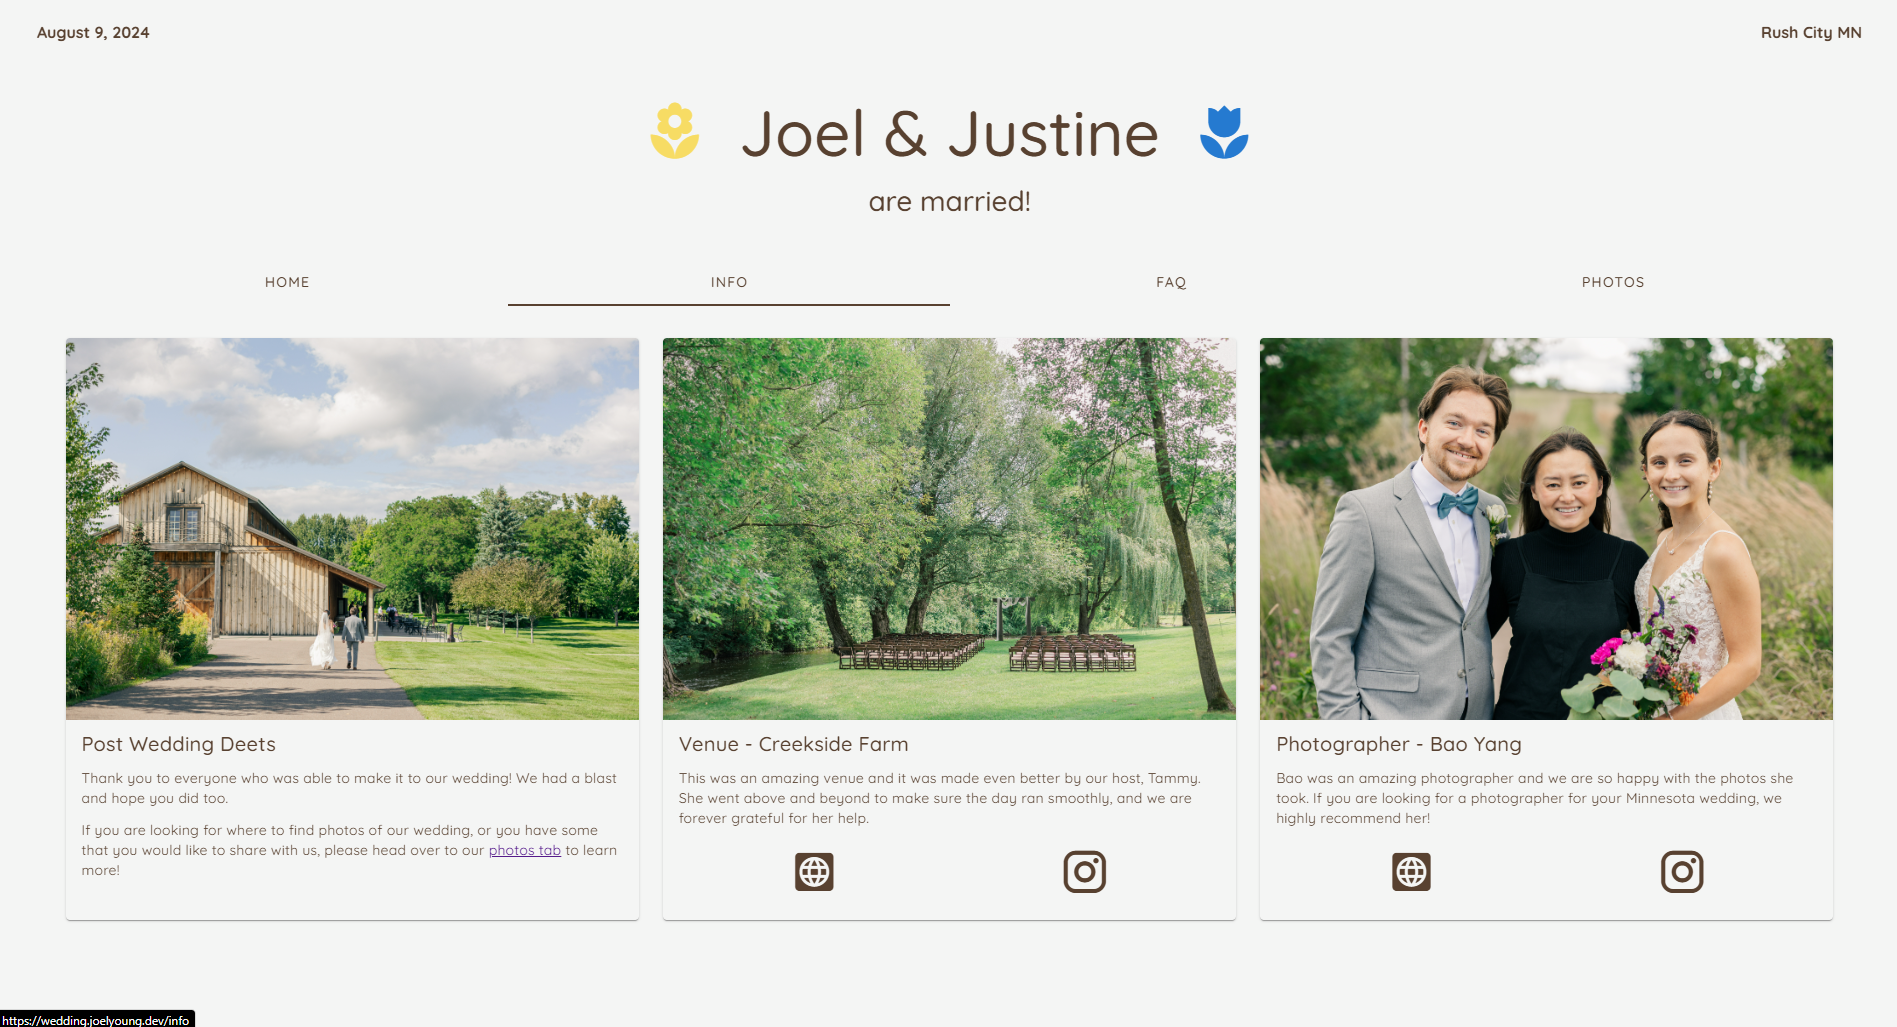 August 9, 2024
Rush City MN
Joel & Justine
are married!
HOME
INFO
FAQ
PHOTOS
Post Wedding Deets
Thank you to everyone who was able to make it to our wedding! We had a blast
and hope you did too.
If you are looking for where to find photos of our wedding, or you have some
that you would like to share with us, please head over to our photos tab to learn
more!
Venue - Creekside Farm
This was an amazing venue and it was made even better by our host, Tammy.
She went above and beyond to make sure the day ran smoothly, and we are
forever grateful for her help.
Photographer - Bao Yang
Bao was an amazing photographer and we are so happy with the photos she
took. If you are looking for a photographer for your Minnesota wedding, we
highly recommend her!
https://wedding.joelyoung.dev/info